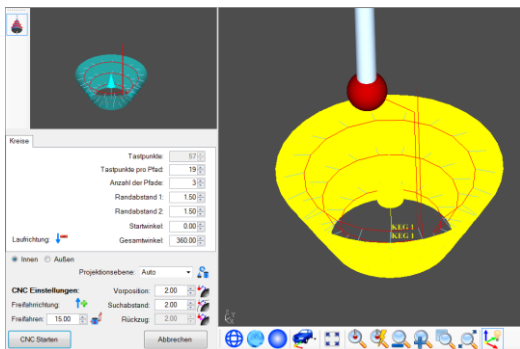 Kreise
Tastpunkte: 57
Tastpunkte pro Pfad: 19
Anzahl der Pfade: 3
Randabstand 1: 1.50
Randabstand 2: 1.50
Startwinkel: 0.00
Laufrichtung: Gesamtwinkel: 360.00
Innen Außen
Projektionsebene: Auto
CNC Einstellungen: Vorposition: 2.00
Freifahrrichtung: Suchabstand: 2.00
Freifahren: 15.00 Rückzug: 2.00
CNC Starten Abbrechen
KEG 1
KEG 1